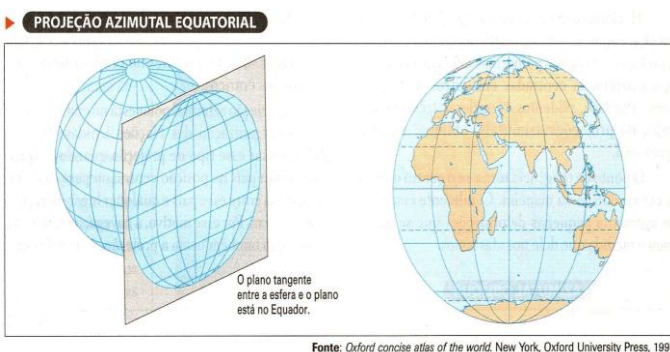 PROJEÇÃO AZIMUTAL EQUATORIAL
O plano tangente
entre a esfera e o plano
está no Equador.
Fonte: Oxford concise atlas of the world. New York, Oxford University Press, 199